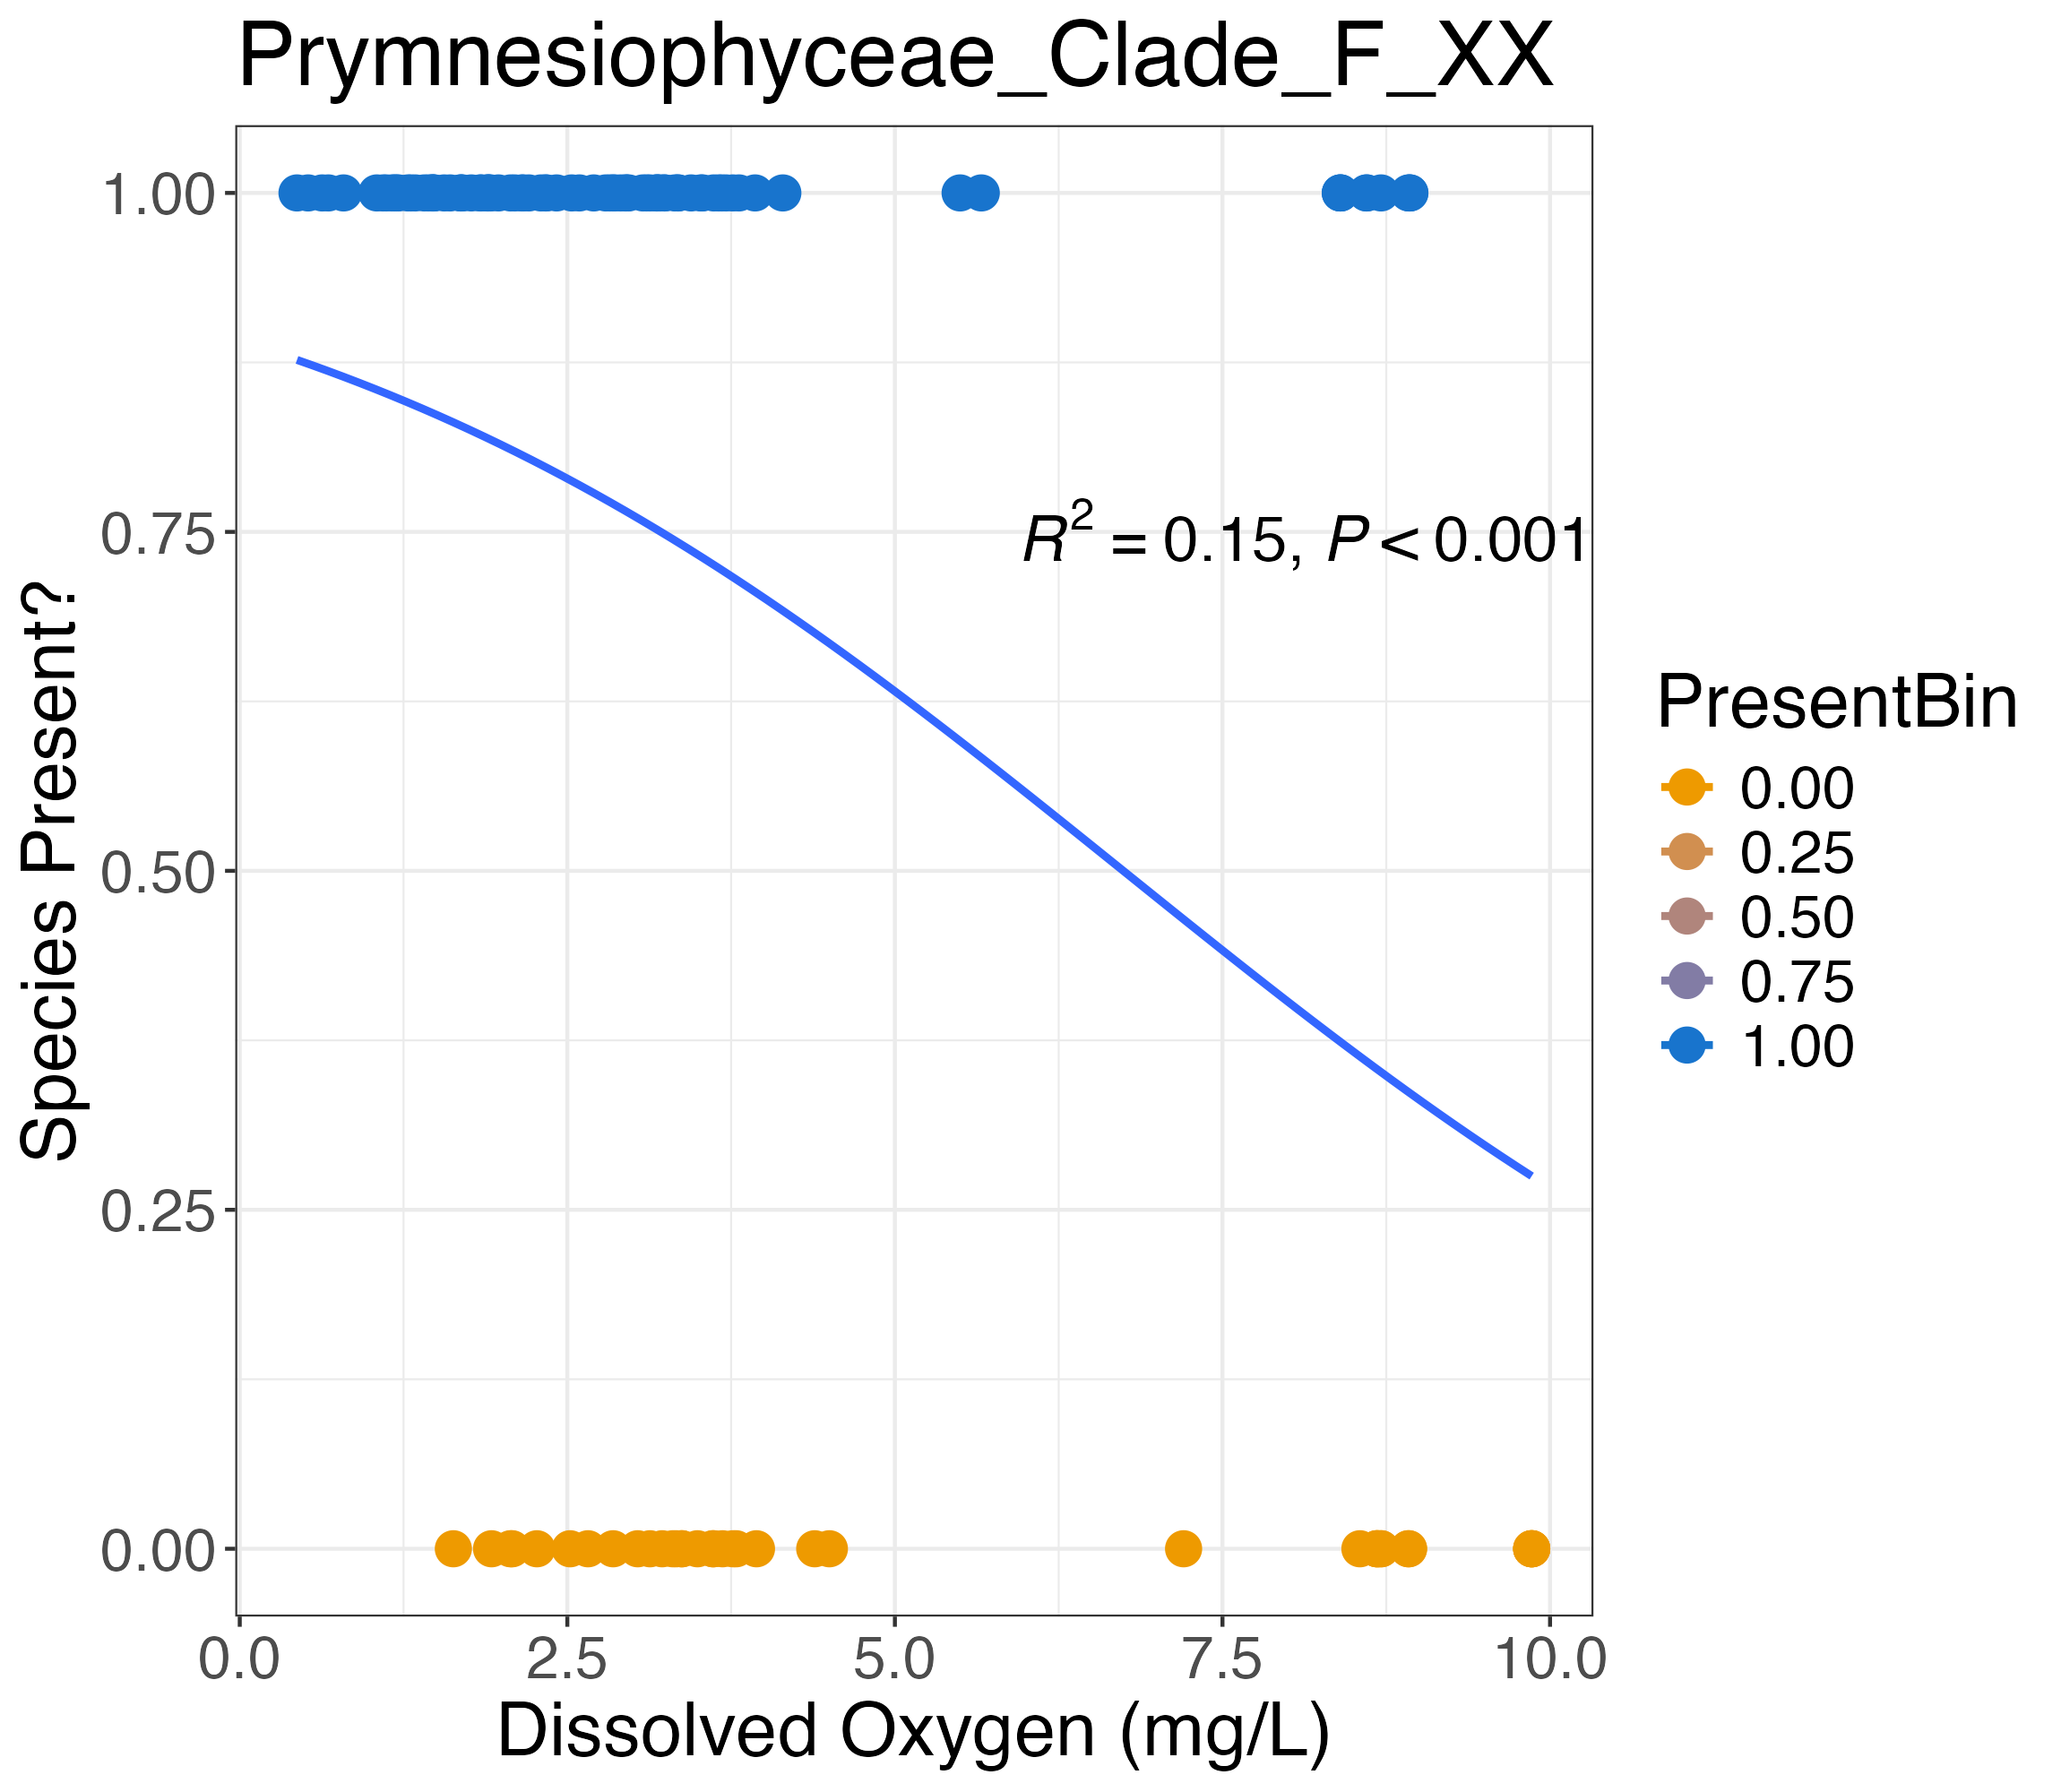 Prymnesiophyceae_Clade_F_XX
1.00
0.75
0.50
0.25
0.00
Species Present?
R² = 0.15, P < 0.001
0.0 2.5 5.0 7.5 10.0
Dissolved Oxygen (mg/L)
PresentBin
0.00
0.25
0.50
0.75
1.00